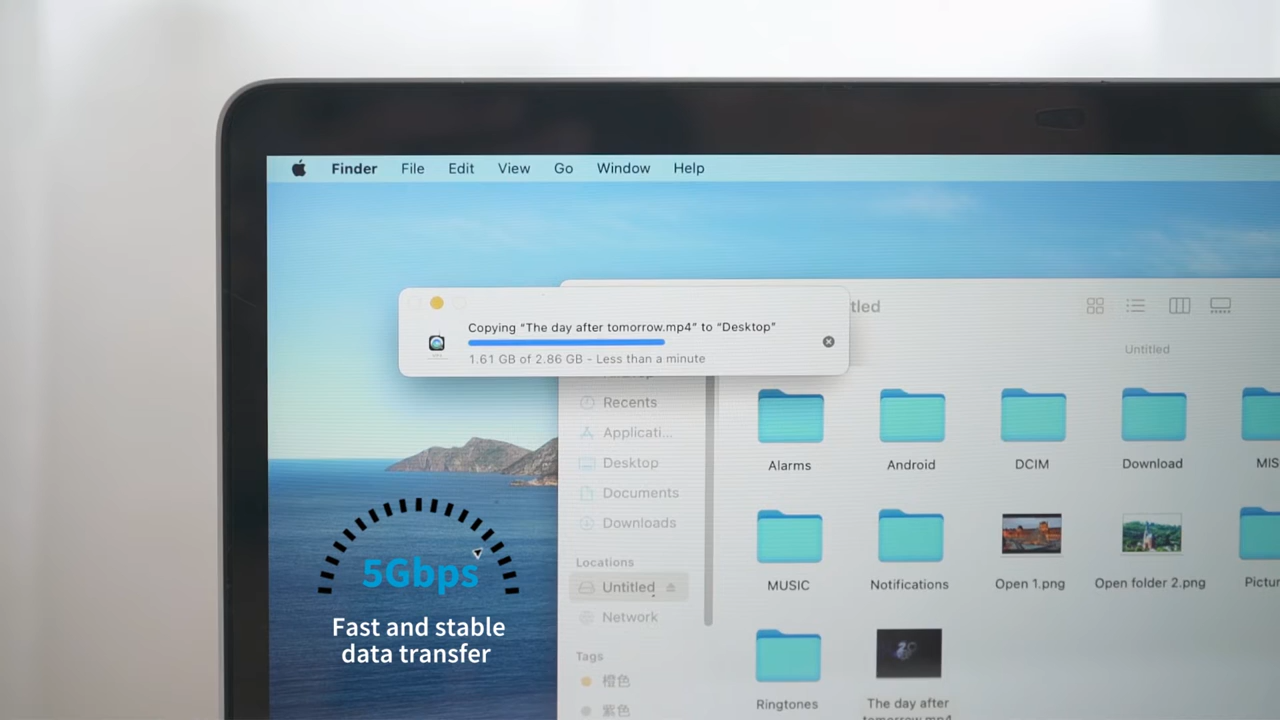 Finder File Edit View Go Window Help
Copying “The day after tomorrow.mp4” to “Desktop”
1.61 GB of 2.86 GB - Less than a minute
Untitled
Recents
Applicati...
Desktop
Documents
Downloads
Locations
Untitled
Network
Tags
橙色
紫色
Alarms
Android
DCIM
Download
MUSIC
Notifications
Open 1.png
Open folder 2.png
Ringtones
The day after
tomorrow.mp4
5Gbps
Fast and stable
data transfer